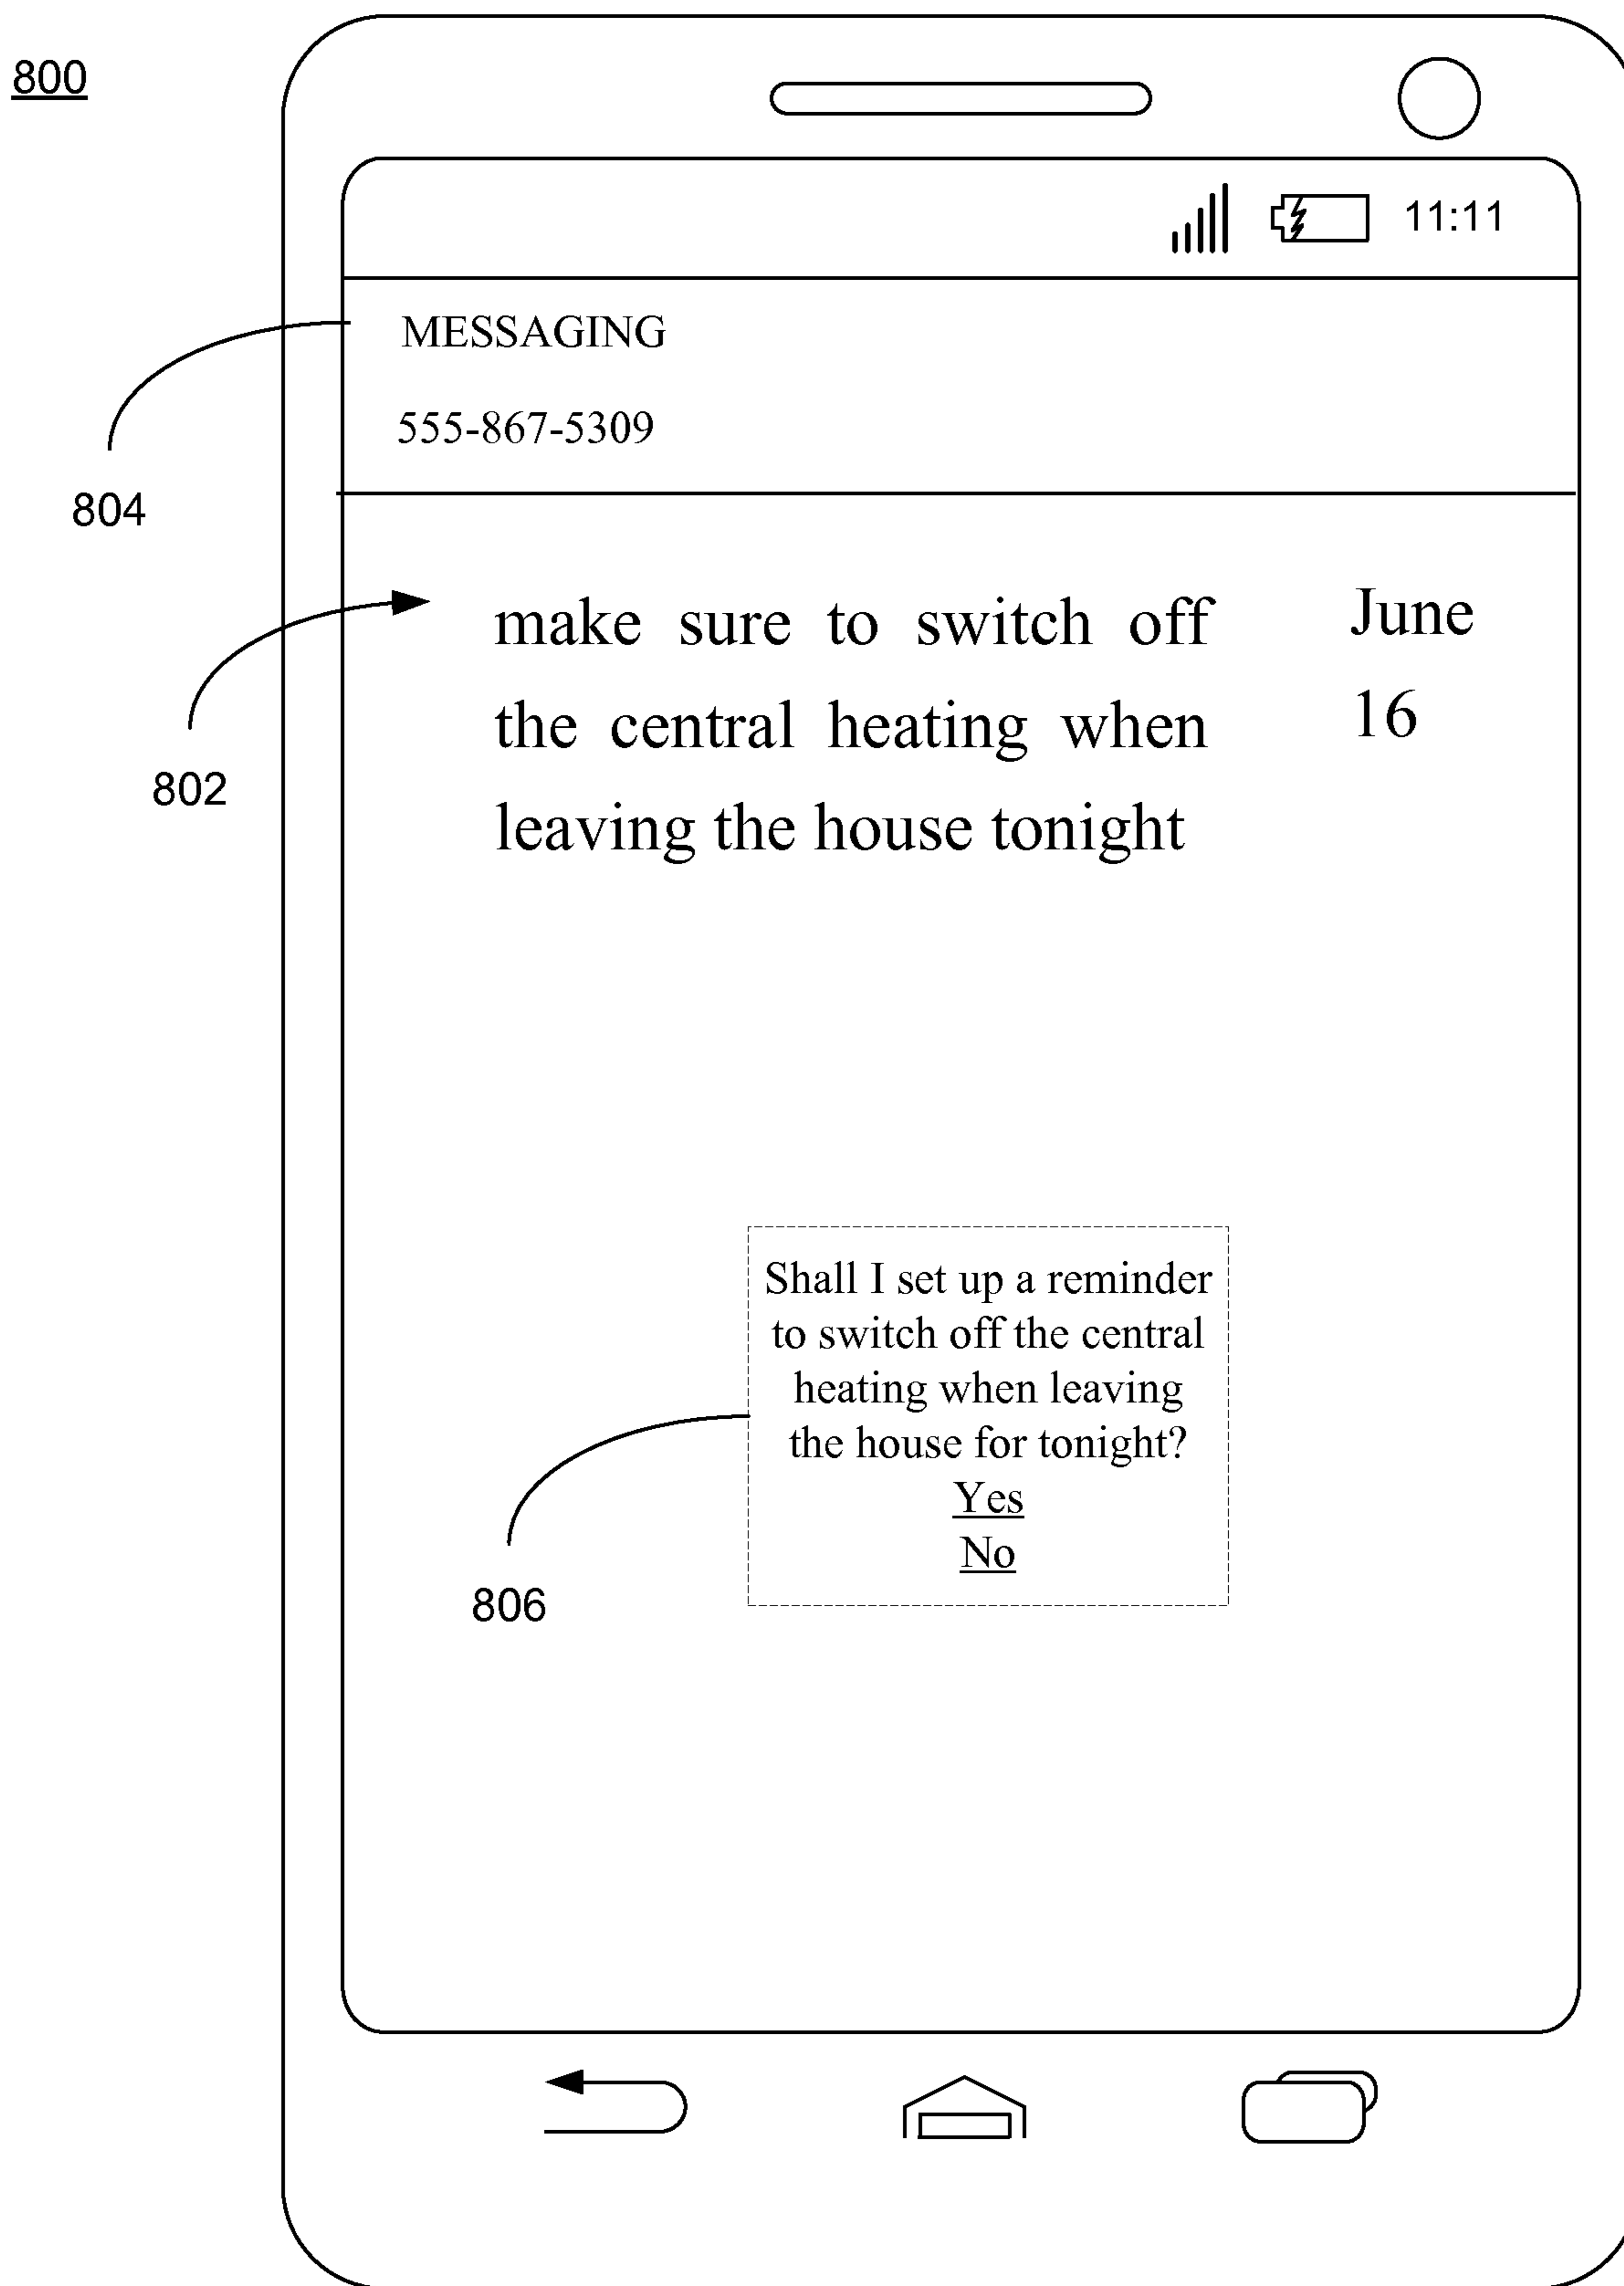 800
11:11
MESSAGING
555-867-5309
804
make sure to switch off
the central heating when
leaving the house tonight
June
16
802
Shall I set up a reminder
to switch off the central
heating when leaving
the house for tonight?
Yes
No
806